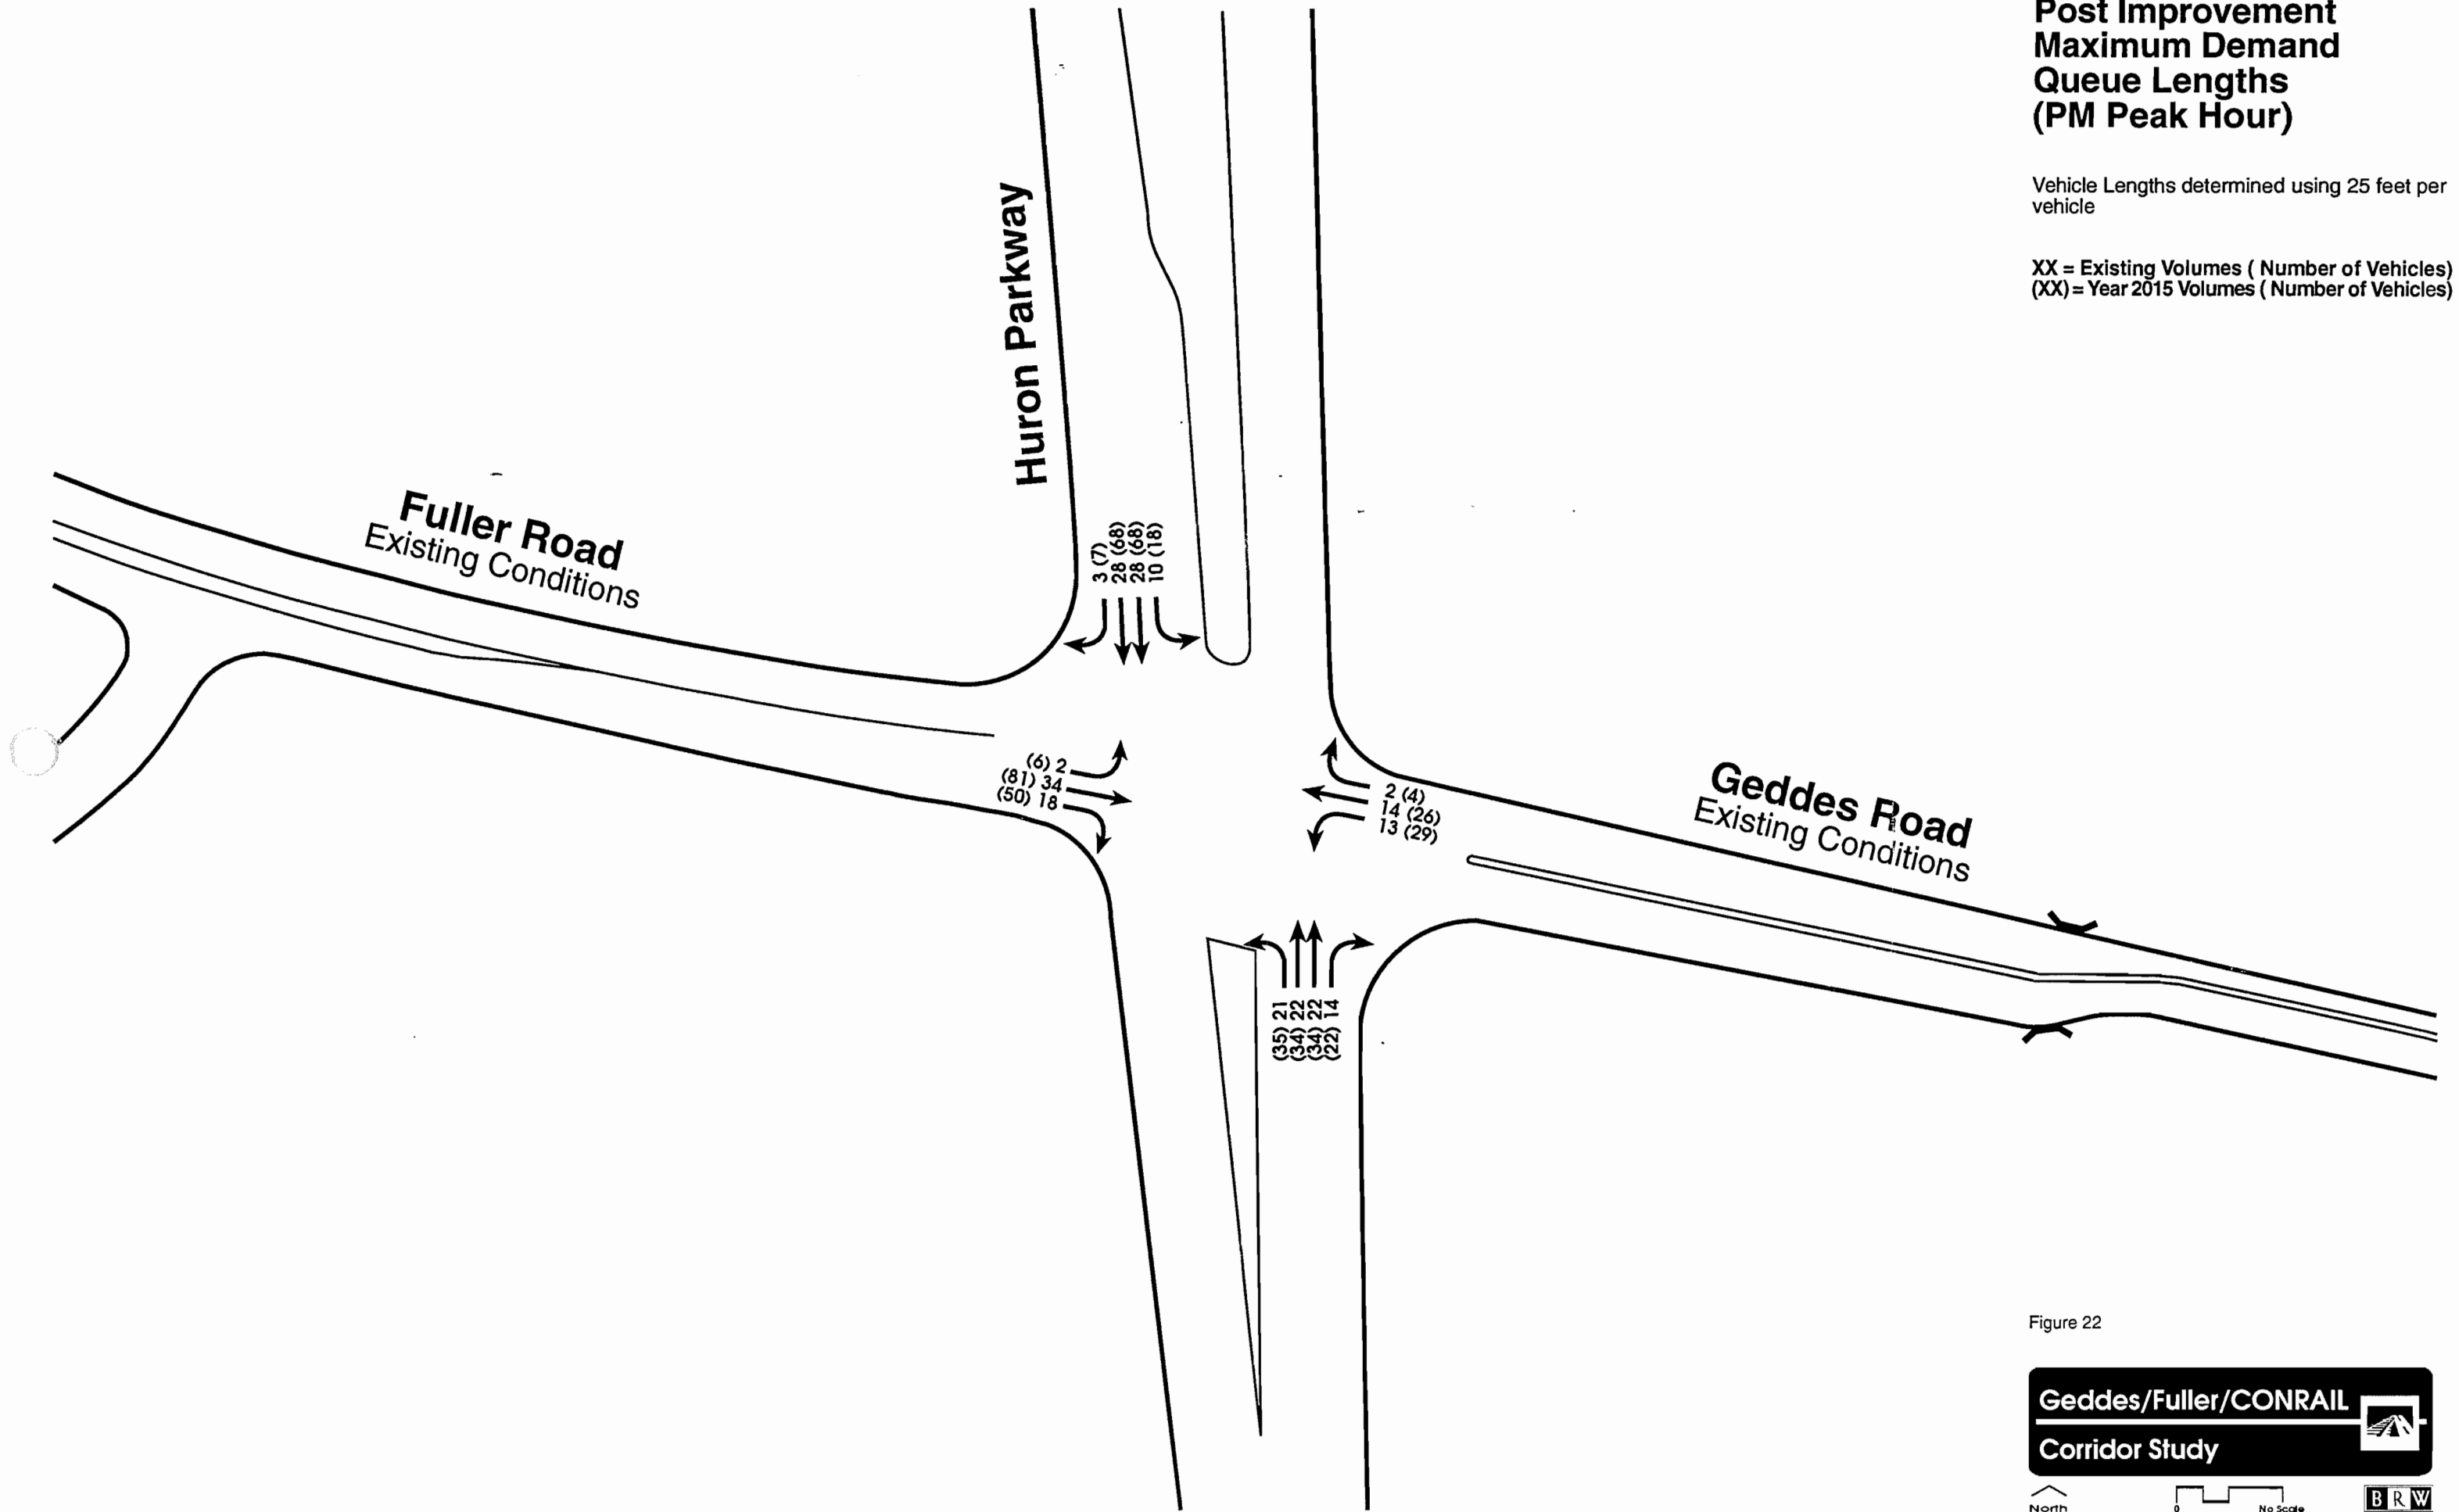 Post Improvement
Maximum Demand
Queue Lengths
(PM Peak Hour)
Vehicle Lengths determined using 25 feet per
vehicle
XX = Existing Volumes ( Number of Vehicles)
(XX) = Year 2015 Volumes ( Number of Vehicles)
Huron Parkway
Fuller Road
Existing Conditions
3 (7)
28 (68)
28 (68)
10 (18)
(6) 2
(81) 34
(50) 18
2 (4)
14 (26)
13 (29)
Geddes Road
Existing Conditions
(35) 21
(34) 22
(34) 22
(22) 14
Figure 22
Geddes/Fuller/CONRAIL
Corridor Study
North
0 No Scale
BRW